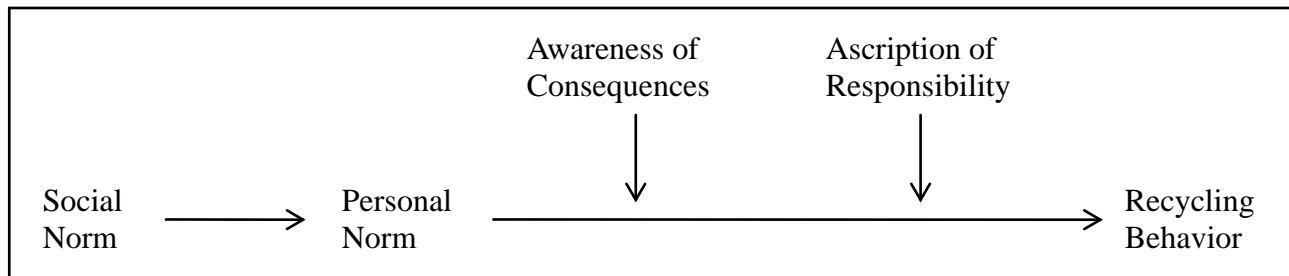 Awareness of
Consequences
Ascription of
Responsibility
Social
Norm
Personal
Norm
Recycling
Behavior